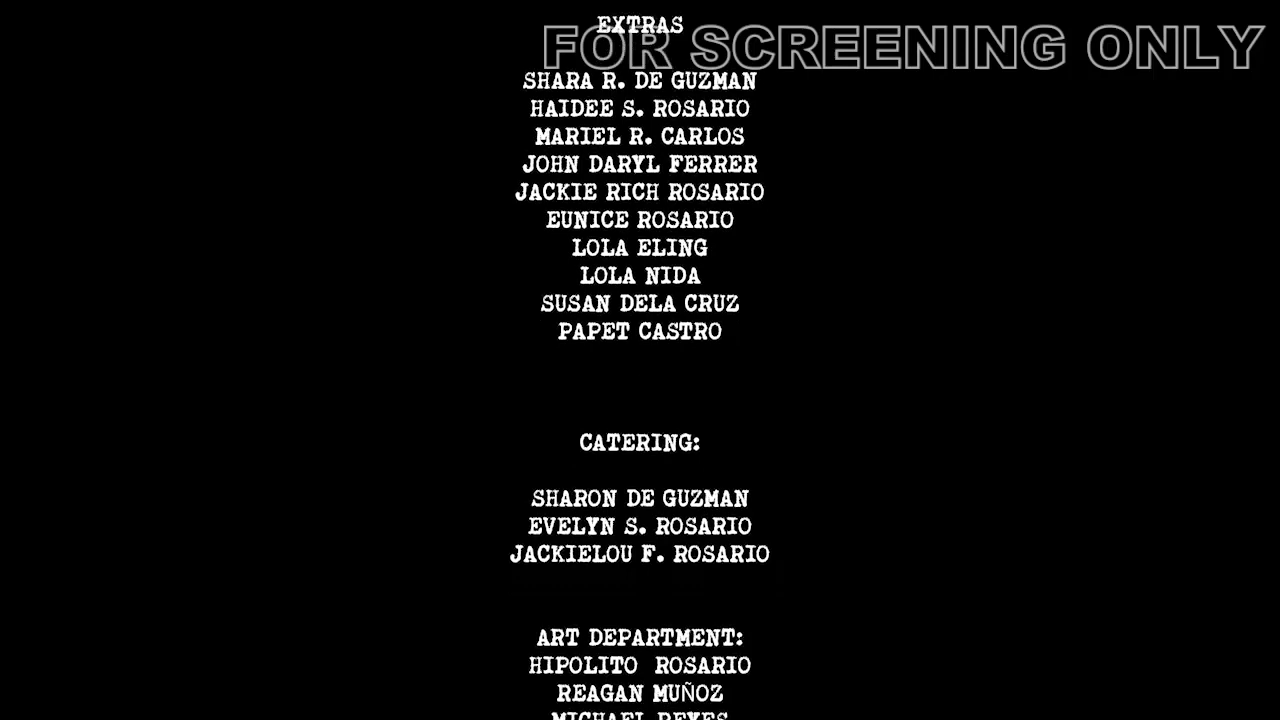 EXTRAS
FOR SCREENING ONLY
SHARA R. DE GUZMAN
HAIDEE S. ROSARIO
MARIEL R. CARLOS
JOHN DARYL FERRER
JACKIE RICH ROSARIO
EUNICE ROSARIO
LOLA ELING
LOLA NIDA
SUSAN DELA CRUZ
PAPET CASTRO
CATERING:
SHARON DE GUZMAN
EVELYN S. ROSARIO
JACKIELOU F. ROSARIO
ART DEPARTMENT:
HIPOLITO ROSARIO
REAGAN MUÑOZ
MICHAEL REYES